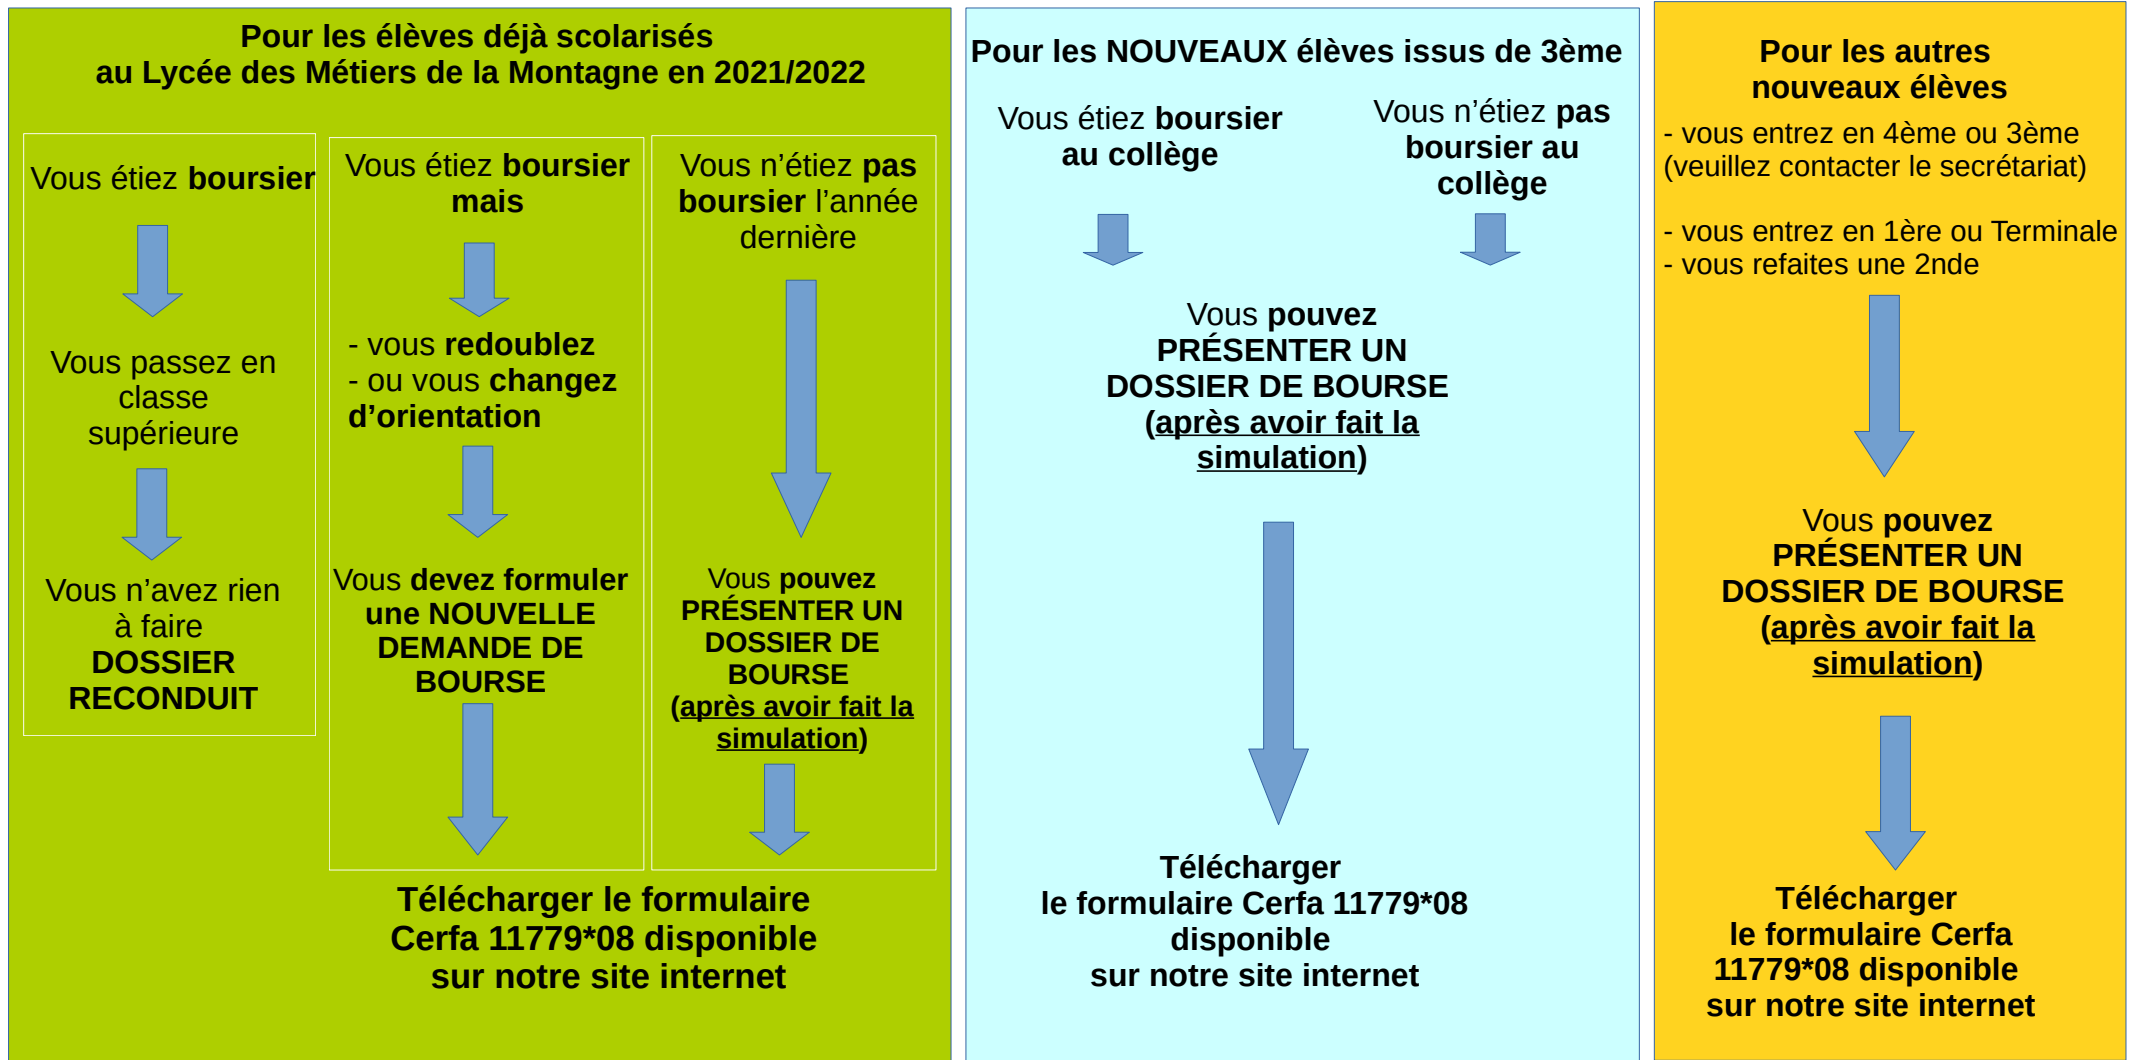 Pour les élèves déjà scolarisés
au Lycée des Métiers de la Montagne en 2021/2022
Vous étiez boursier
Vous passez en
classe
supérieure
Vous n’avez rien
à faire
DOSSIER
RECONDUIT
Vous étiez boursier
mais
- vous redoublez
- ou vous changez
d’orientation
Vous devez formuler
une NOUVELLE
DEMANDE DE
BOURSE
Vous n’étiez pas
boursier l’année
dernière
Vous pouvez
PRÉSENTER UN
DOSSIER DE
BOURSE
(après avoir fait la
simulation)
Télécharger le formulaire
Cerfa 11779*08 disponible
sur notre site internet
Pour les NOUVEAUX élèves issus de 3ème
Vous étiez boursier
au collège
Vous n’étiez pas
boursier au
collège
Vous pouvez
PRÉSENTER UN
DOSSIER DE BOURSE
(après avoir fait la
simulation)
Télécharger
le formulaire Cerfa 11779*08
disponible
sur notre site internet
Pour les autres
nouveaux élèves
- vous entrez en 4ème ou 3ème
(veuillez contacter le secrétariat)
- vous entrez en 1ère ou Terminale
- vous refaites une 2nde
Vous pouvez
PRÉSENTER UN
DOSSIER DE BOURSE
(après avoir fait la
simulation)
Télécharger
le formulaire Cerfa
11779*08 disponible
sur notre site internet